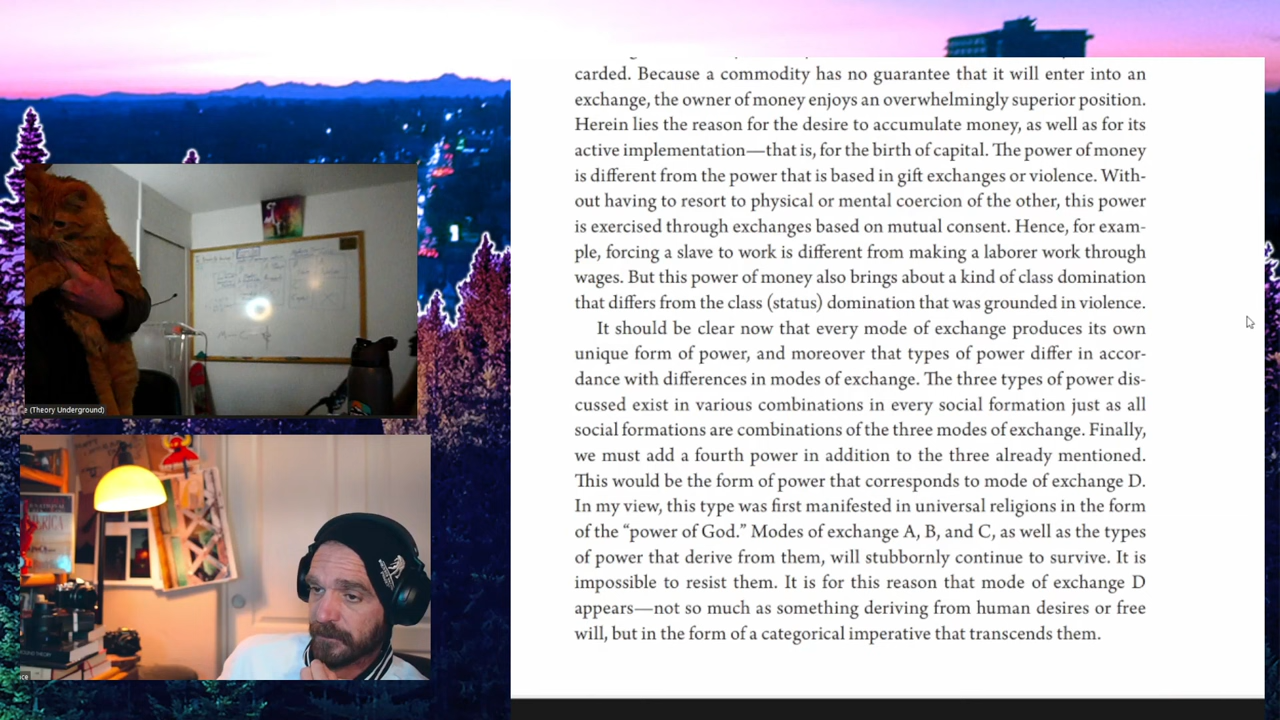 carded. Because a commodity has no guarantee that it will enter into an
exchange, the owner of money enjoys an overwhelmingly superior position.
Herein lies the reason for the desire to accumulate money, as well as for its
active implementation—that is, for the birth of capital. The power of money
is different from the power that is based in gift exchanges or violence. With-
out having to resort to physical or mental coercion of the other, this power
is exercised through exchanges based on mutual consent. Hence, for exam-
ple, forcing a slave to work is different from making a laborer work through
wages. But this power of money also brings about a kind of class domination
that differs from the class (status) domination that was grounded in violence.
It should be clear now that every mode of exchange produces its own
unique form of power, and moreover that types of power differ in accor-
dance with differences in modes of exchange. The three types of power dis-
cussed exist in various combinations in every social formation just as all
social formations are combinations of the three modes of exchange. Finally,
we must add a fourth power in addition to the three already mentioned.
This would be the form of power that corresponds to mode of exchange D.
In my view, this type was first manifested in universal religions in the form
of the “power of God.” Modes of exchange A, B, and C, as well as the types
of power that derive from them, will stubbornly continue to survive. It is
impossible to resist them. It is for this reason that mode of exchange D
appears—not so much as something deriving from human desires or free
will, but in the form of a categorical imperative that transcends them.
(Theory Underground)